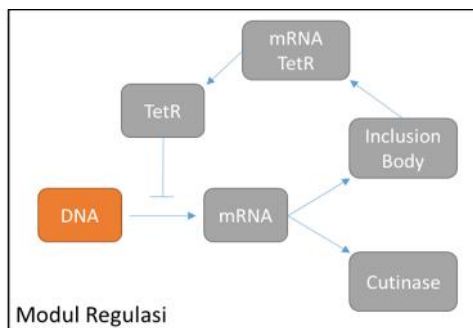 mRNA
TetR
TetR
Inclusion
Body
DNA
mRNA
Cutinase
Modul Regulasi